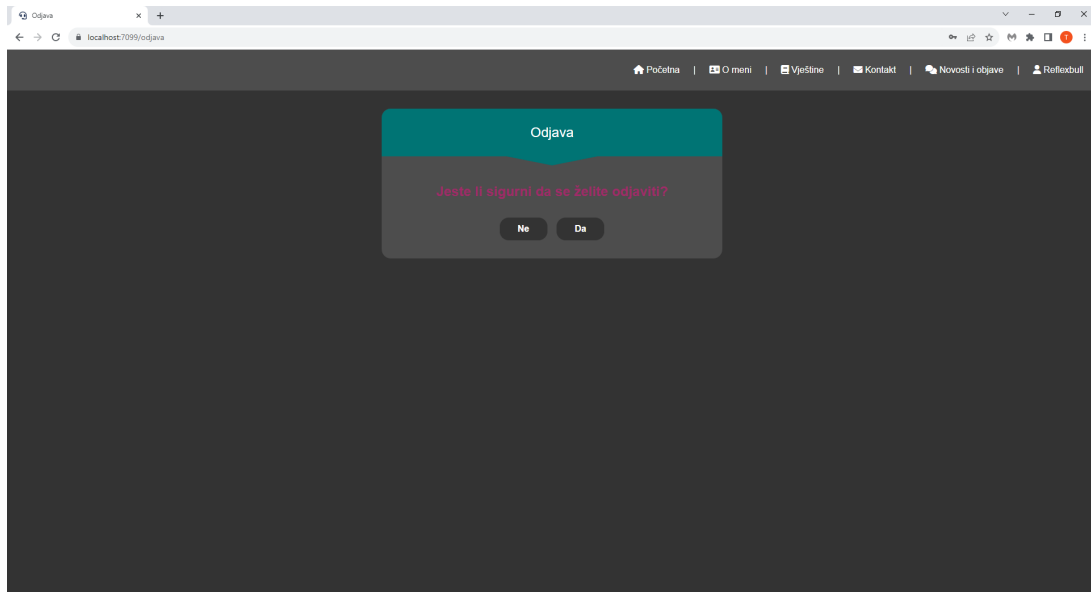 Odjava
localhost:7099/odjava
T
Početna | O meni | Vještine | Kontakt | Novosti i objave | Reflexbull
Odjava
Jeste li sigurni da se želite odjaviti?
Ne Da